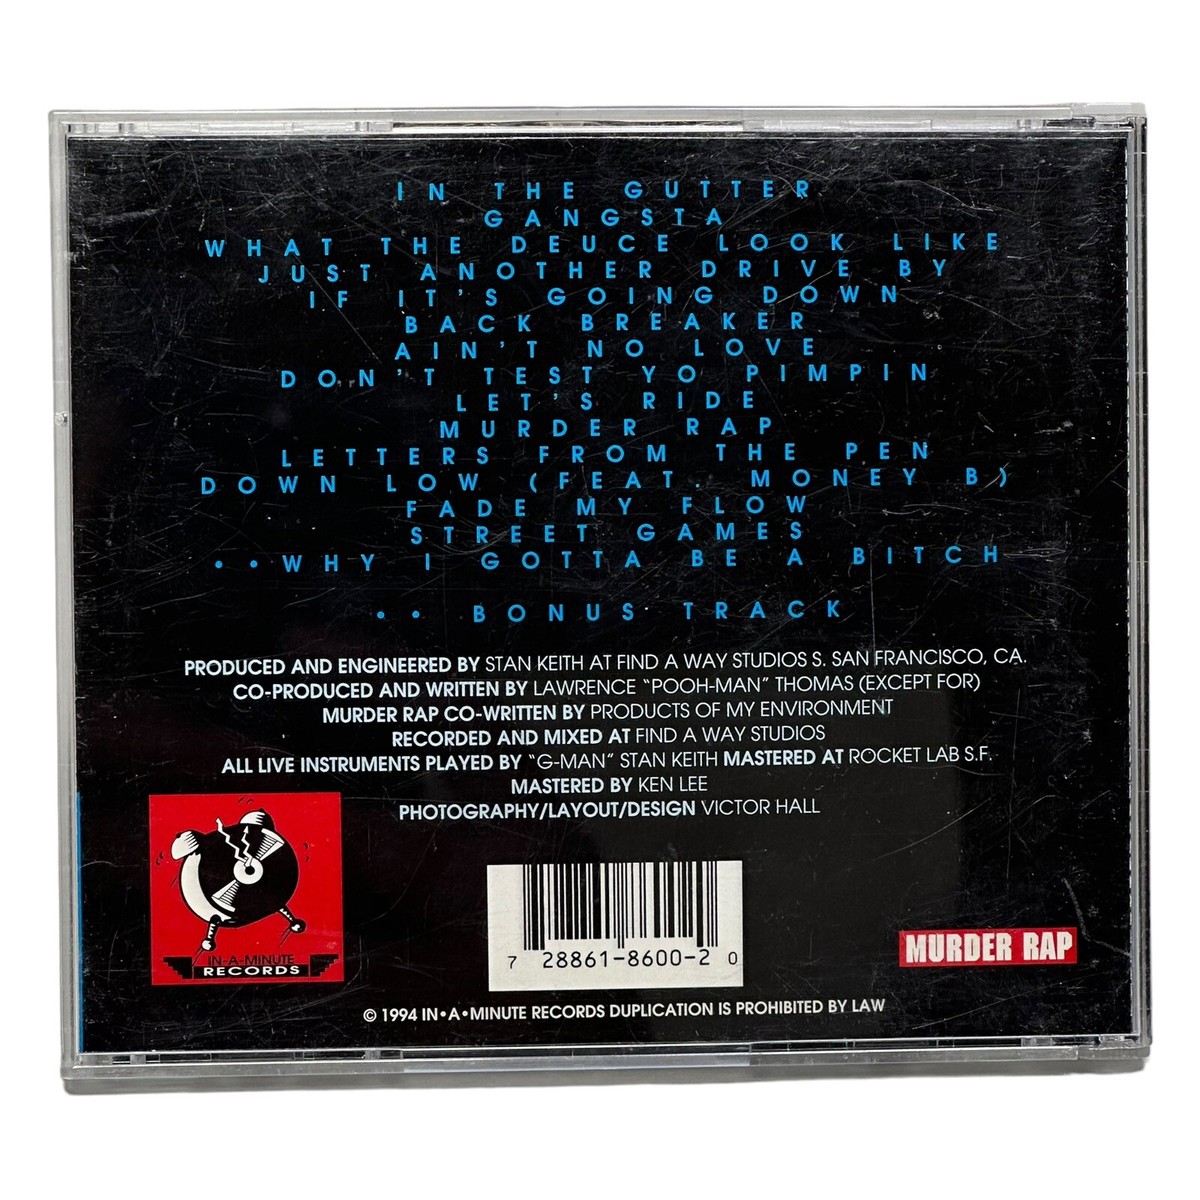 IN THE GUTTER
GANGSTA
WHAT THE DEUCE LOOK LIKE
JUST ANOTHER DRIVE BY
IF IT'S GOING DOWN
BACK BREAKER
AIN'T NO LOVE
DON'T TEST YO PIMPIN
LET'S RIDE
MURDER RAP
LETTERS FROM THE PEN
DOWN LOW (FEAT. MONEY B)
FADE MY FLOW
STREET GAMES
••WHY I GOTTA BE A BITCH
•• BONUS TRACK
PRODUCED AND ENGINEERED BY STAN KEITH AT FIND A WAY STUDIOS S. SAN FRANCISCO, CA.
CO-PRODUCED AND WRITTEN BY LAWRENCE "POOH-MAN" THOMAS (EXCEPT FOR)
MURDER RAP CO-WRITTEN BY PRODUCTS OF MY ENVIRONMENT
RECORDED AND MIXED AT FIND A WAY STUDIOS
ALL LIVE INSTRUMENTS PLAYED BY "G-MAN" STAN KEITH MASTERED AT ROCKET LAB S.F.
MASTERED BY KEN LEE
PHOTOGRAPHY/LAYOUT/DESIGN VICTOR HALL
IN-A-MINUTE
RECORDS
7 28861-8600-2 0
MURDER RAP
© 1994 IN•A•MINUTE RECORDS DUPLICATION IS PROHIBITED BY LAW